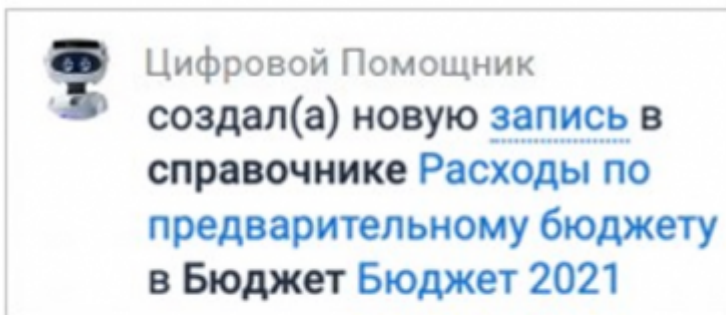 Цифровой Помощник
создал(а) новую запись в
справочнике Расходы по
предварительному бюджету
в Бюджет Бюджет 2021